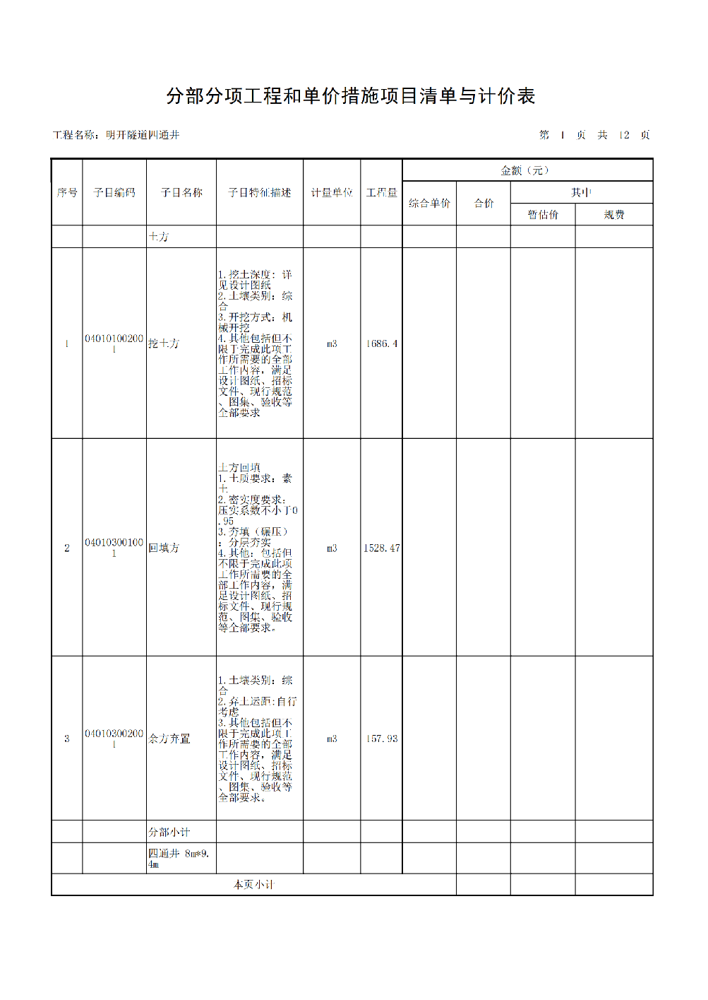 分部分项工程和单价措施项目清单与计价表
工程名称：明开隧道四通井
第 1 页 共 12 页
序号
子目编码
子目名称
子目特征描述
计量单位
工程量
金额（元）
综合单价
合价
其中
暂估价
规费
土方
1
04010100200
1
挖土方
1.挖土深度：详
见设计图纸
2.土壤类别：综
合
3.开挖方式：机
械开挖
4.其他包括但不
限于完成此项工
作所需要的全部
工作内容，满足
设计图纸、招标
文件、现行规范
、图集、验收等
全部要求
m3
1686.4
2
04010300100
1
回填方
土方回填
1.土质要求：素
土
2.密实度要求：
压实系数不小于0
.95
3.夯填（碾压）
：分层夯实
4.其他：包括但
不限于完成此项
工作所需要的全
部工作内容，满
足设计图纸、招
标文件、现行规
范、图集、验收
等全部要求。
m3
1528.47
3
04010300200
1
余方弃置
1.土壤类别：综
合
2.弃土运距:自行
考虑
3.其他包括但不
限于完成此项工
作所需要的全部
工作内容，满足
设计图纸、招标
文件、现行规范
、图集、验收等
全部要求。
m3
157.93
分部小计
四通井 8m*9.
4m
本页小计